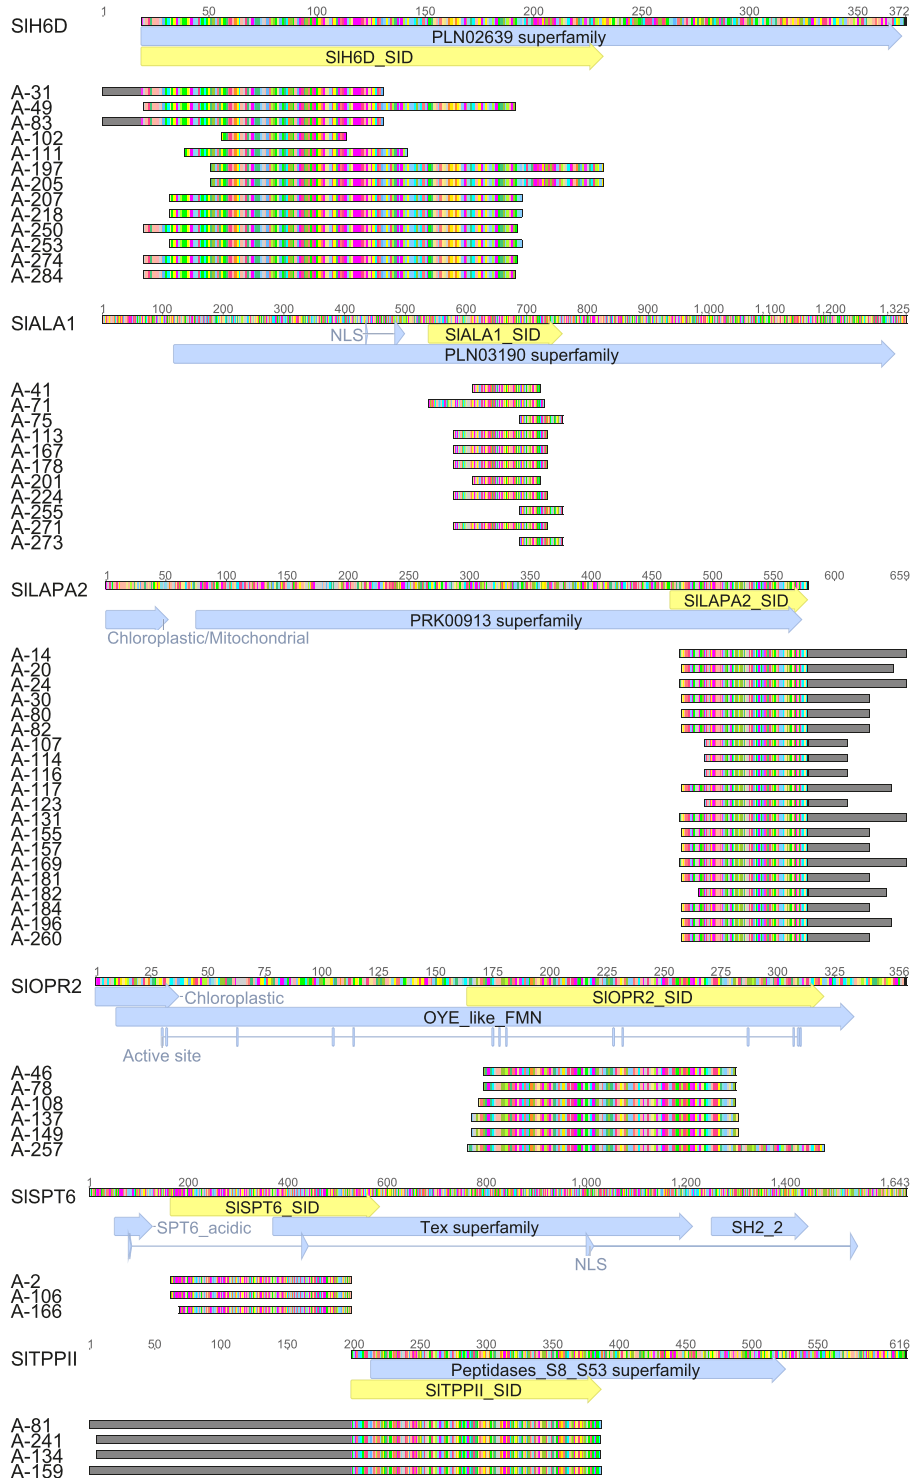 1 50 100 150 200 250 300 350 372
SlH6D
PLN02639 superfamily
SlH6D_SID
A-31
A-49
A-83
A-102
A-111
A-197
A-205
A-207
A-218
A-250
A-253
A-274
A-284
1 100 200 300 400 500 600 700 800 900 1,000 1,100 1,200 1,325
SlALA1
NLS SlALA1_SID
PLN03190 superfamily
A-41
A-71
A-75
A-113
A-167
A-178
A-201
A-224
A-255
A-271
A-273
1 50 100 150 200 250 300 350 400 450 500 550 600 659
SlLAPA2
SlLAPA2_SID
PRK00913 superfamily
Chloroplastic/Mitochondrial
A-14
A-20
A-24
A-30
A-80
A-82
A-107
A-114
A-116
A-117
A-123
A-131
A-155
A-157
A-169
A-181
A-182
A-184
A-196
A-260
1 25 50 75 100 125 150 175 200 225 250 275 300 356
SlOPR2
Chloroplastic SlOPR2_SID
OYE_like_FMN
Active site
A-46
A-78
A-108
A-137
A-149
A-257
1 200 400 600 800 1,000 1,200 1,400 1,643
SlSPT6
SlSPT6_SID
SPT6_acidic Tex superfamily SH2_2
NLS
A-2
A-106
A-166
1 50 100 150 200 250 300 350 400 450 500 550 616
SlTPPII
Peptidases_S8_S53 superfamily
SlTPPII_SID
A-81
A-241
A-134
A-159